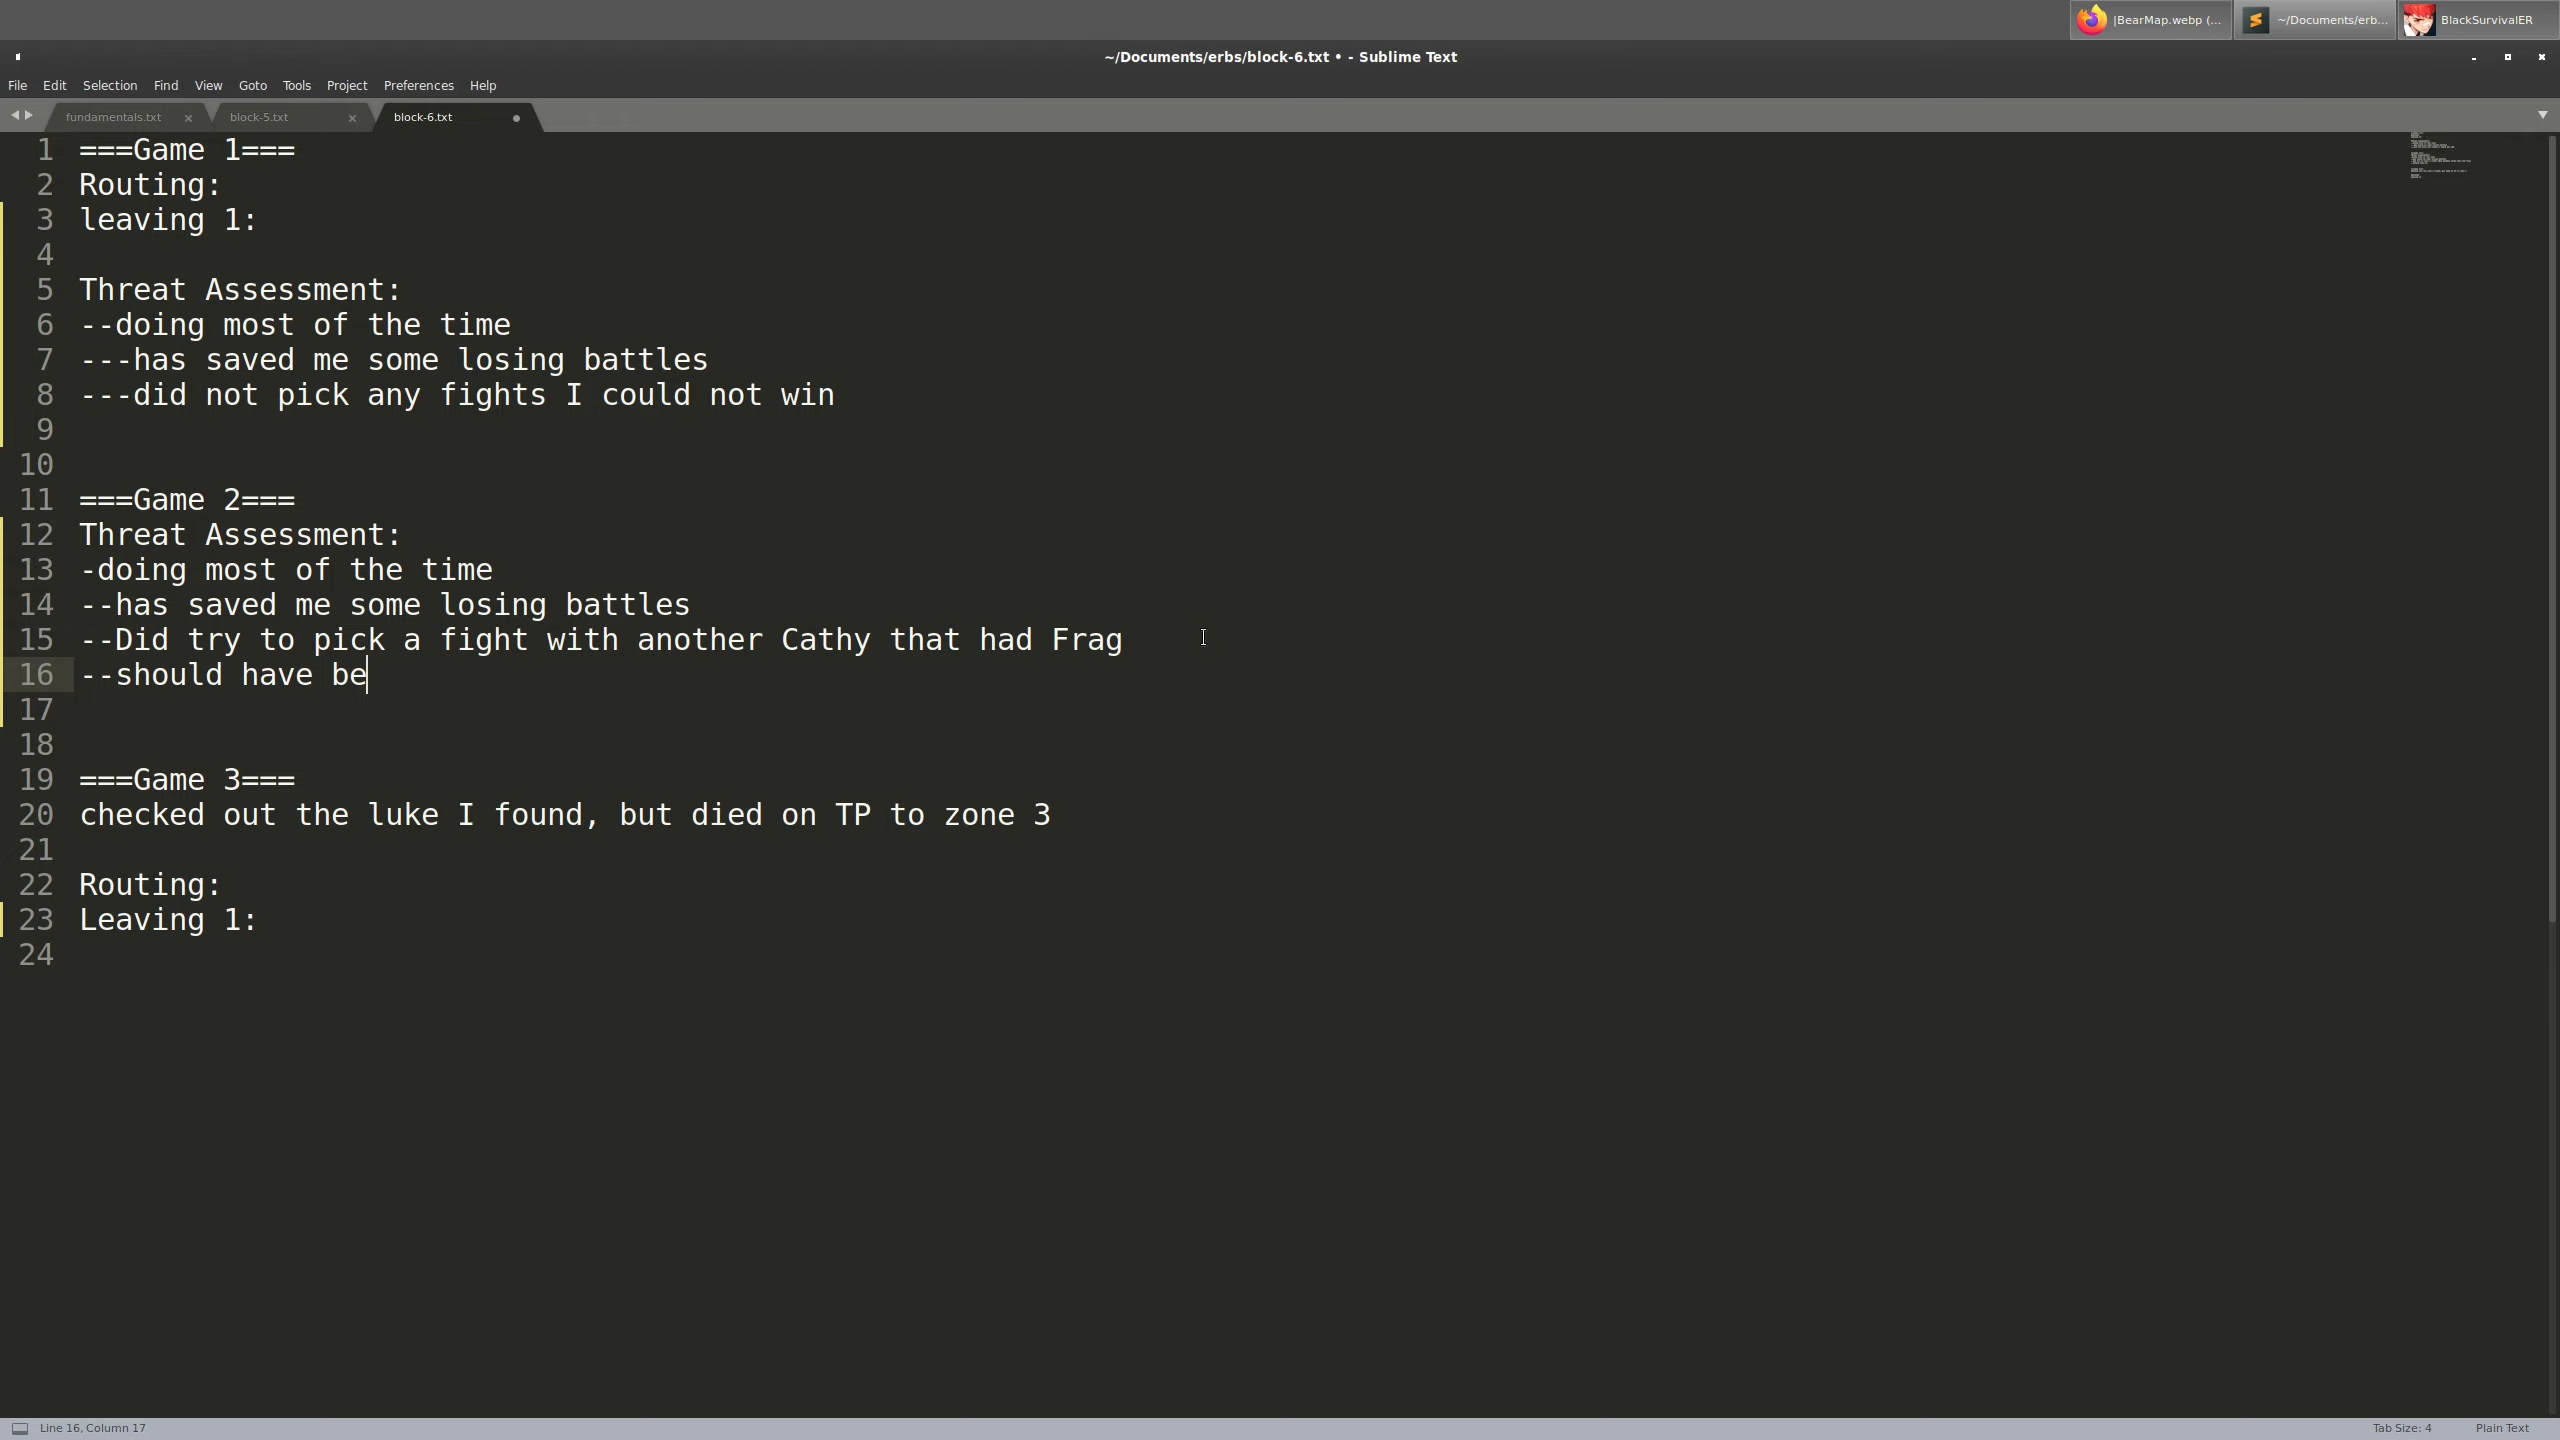 |BearMap.webp (...
~/Documents/erb...
BlackSurvivalER
~/Documents/erbs/block-6.txt • - Sublime Text
File Edit Selection Find View Goto Tools Project Preferences Help
fundamentals.txt block-5.txt block-6.txt
1 ===Game 1===
2 Routing:
3 leaving 1:
4
5 Threat Assessment:
6 --doing most of the time
7 ---has saved me some losing battles
8 ---did not pick any fights I could not win
9
10
11 ===Game 2===
12 Threat Assessment:
13 -doing most of the time
14 --has saved me some losing battles
15 --Did try to pick a fight with another Cathy that had Frag
16 --should have be
17
18
19 ===Game 3===
20 checked out the luke I found, but died on TP to zone 3
21
22 Routing:
23 Leaving 1:
24
Line 16, Column 17
Tab Size: 4
Plain Text